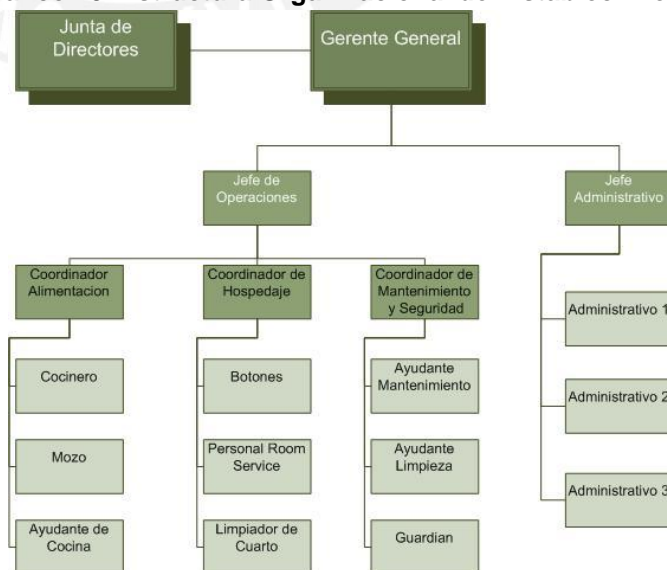 Junta de
Directores
Gerente General
Jefe de
Operaciones
Jefe
Administrativo
Coordinador
Alimentacion
Coordinador de
Hospedaje
Coordinador de
Mantenimiento
y Seguridad
Administrativo 1
Cocinero
Botones
Ayudante
Mantenimiento
Administrativo 2
Mozo
Personal Room
Service
Ayudante
Limpieza
Administrativo 3
Ayudante de
Cocina
Limpiador de
Cuarto
Guardian